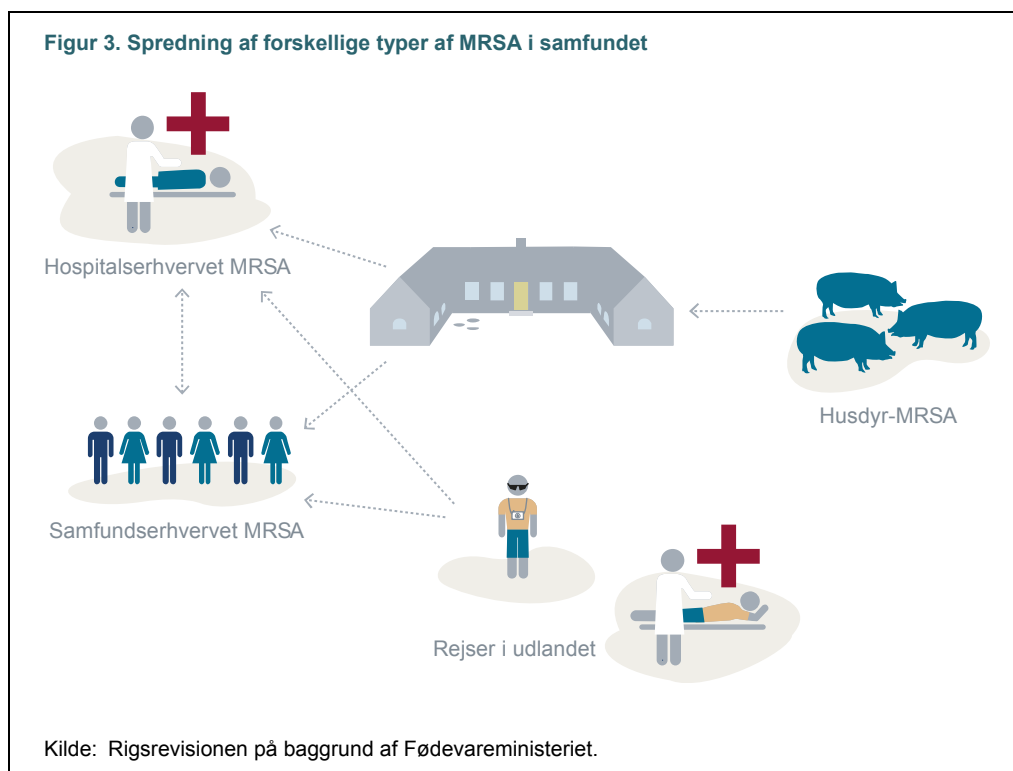 Figur 3. Spredning af forskellige typer af MRSA i samfundet
Hospitalserhvervet MRSA
Husdyr-MRSA
Samfundserhvervet MRSA
Rejser i udlandet
Kilde: Rigsrevisionen på baggrund af Fødevareministeriet.